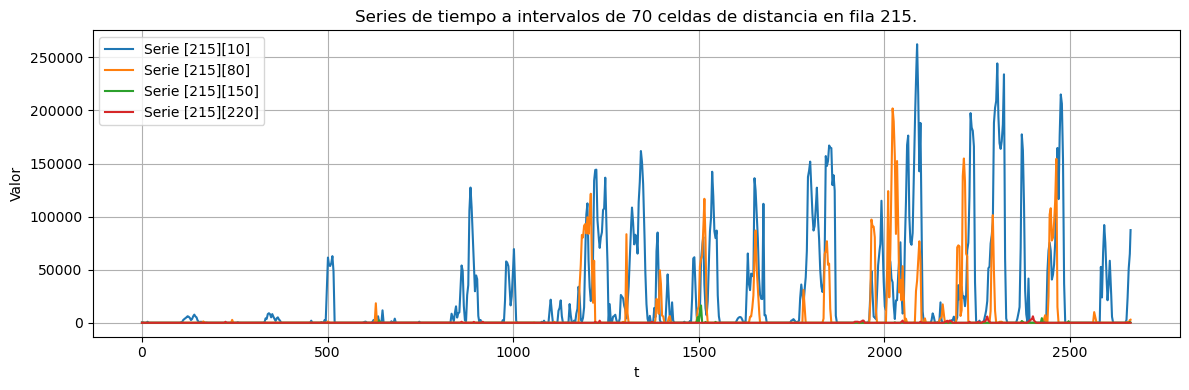 Series de tiempo a intervalos de 70 celdas de distancia en fila 215.
Serie [215][10]
Serie [215][80]
Serie [215][150]
Serie [215][220]
Valor
250000
200000
150000
100000
50000
0
0 500 1000 1500 2000 2500
t